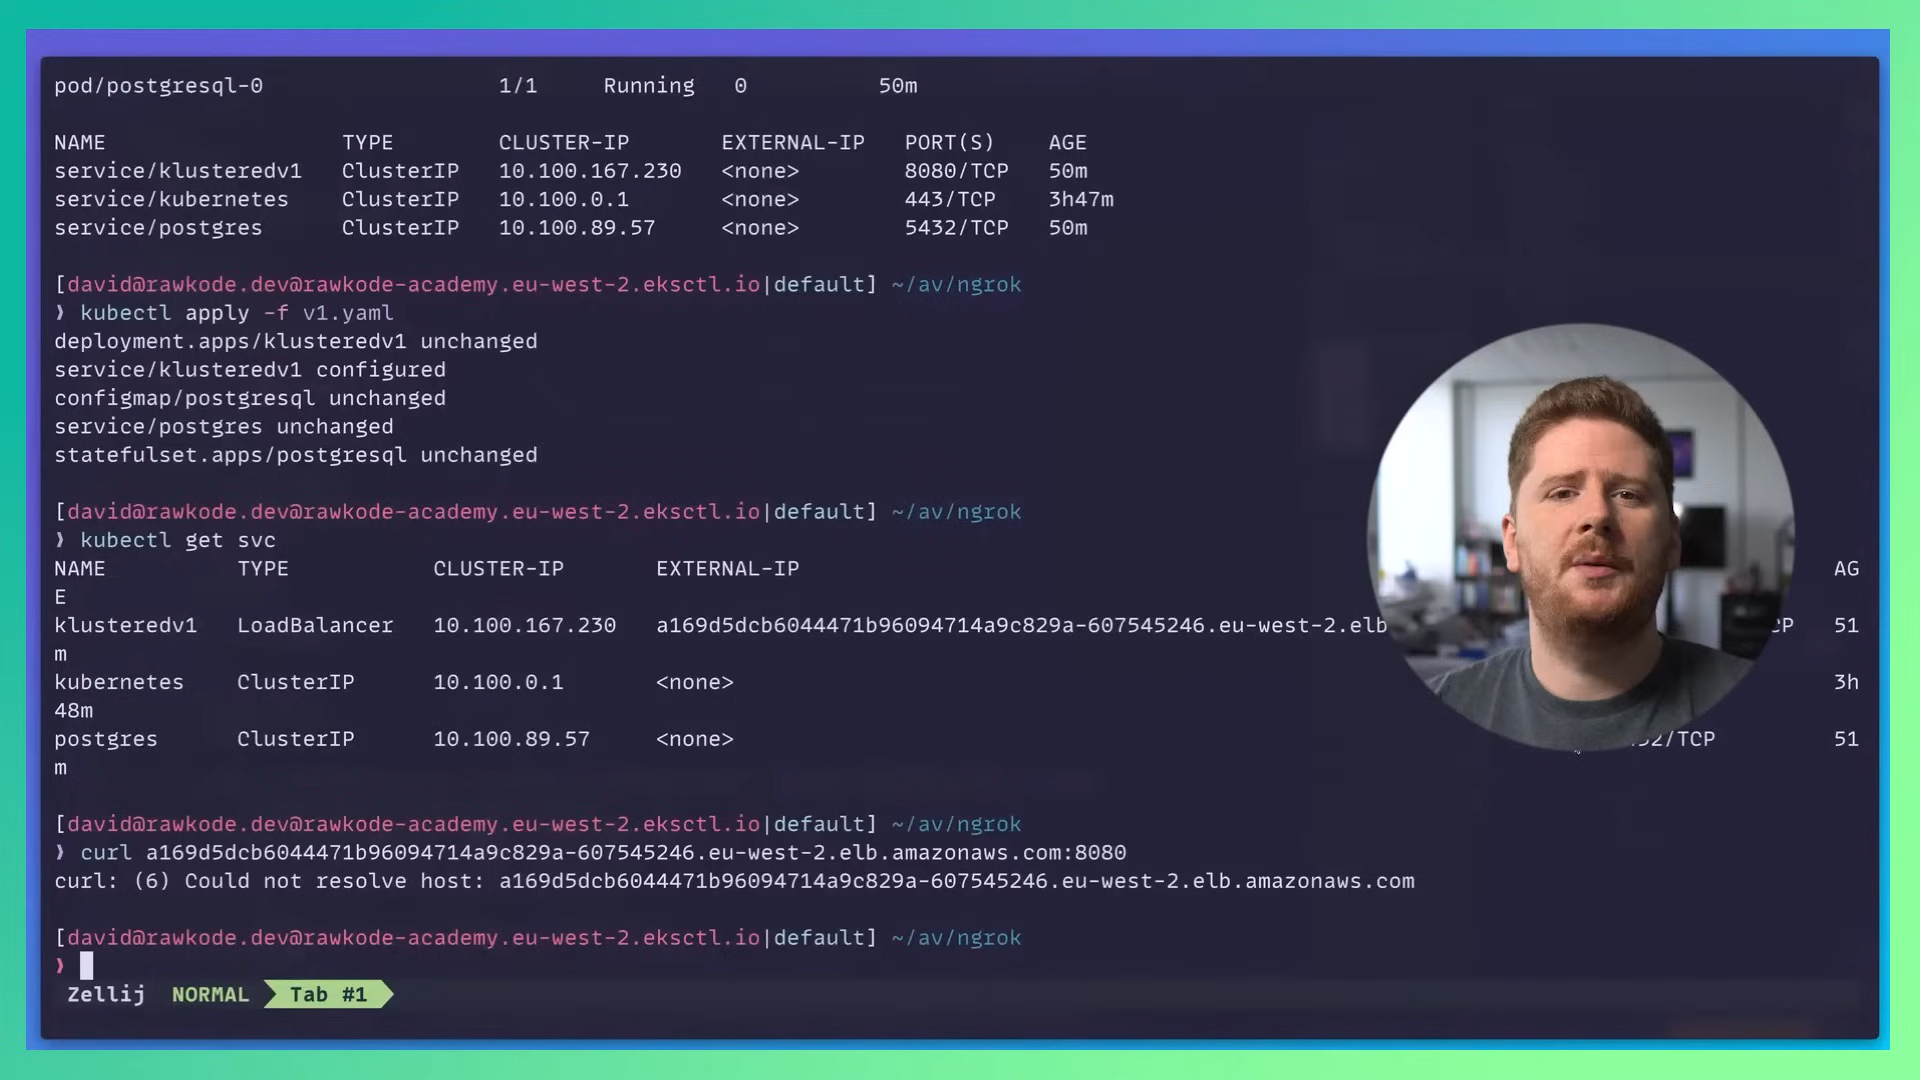 pod/postgresql-0 1/1 Running 0 50m
NAME TYPE CLUSTER-IP EXTERNAL-IP PORT(S) AGE
service/klusteredv1 ClusterIP 10.100.167.230 <none> 8080/TCP 50m
service/kubernetes ClusterIP 10.100.0.1 <none> 443/TCP 3h47m
service/postgres ClusterIP 10.100.89.57 <none> 5432/TCP 50m
[david@rawkode.dev@rawkode-academy.eu-west-2.eksctl.io|default] ~/av/ngrok
❯ kubectl apply -f v1.yaml
deployment.apps/klusteredv1 unchanged
service/klusteredv1 configured
configmap/postgresql unchanged
service/postgres unchanged
statefulset.apps/postgresql unchanged
[david@rawkode.dev@rawkode-academy.eu-west-2.eksctl.io|default] ~/av/ngrok
❯ kubectl get svc
NAME TYPE CLUSTER-IP EXTERNAL-IP AG
E
klusteredv1 LoadBalancer 10.100.167.230 a169d5dcb6044471b96094714a9c829a-607545246.eu-west-2.elb CP 51
m
kubernetes ClusterIP 10.100.0.1 <none> 3h
48m
postgres ClusterIP 10.100.89.57 <none> 32/TCP 51
m
[david@rawkode.dev@rawkode-academy.eu-west-2.eksctl.io|default] ~/av/ngrok
❯ curl a169d5dcb6044471b96094714a9c829a-607545246.eu-west-2.elb.amazonaws.com:8080
curl: (6) Could not resolve host: a169d5dcb6044471b96094714a9c829a-607545246.eu-west-2.elb.amazonaws.com
[david@rawkode.dev@rawkode-academy.eu-west-2.eksctl.io|default] ~/av/ngrok
❯
Zellij NORMAL Tab #1